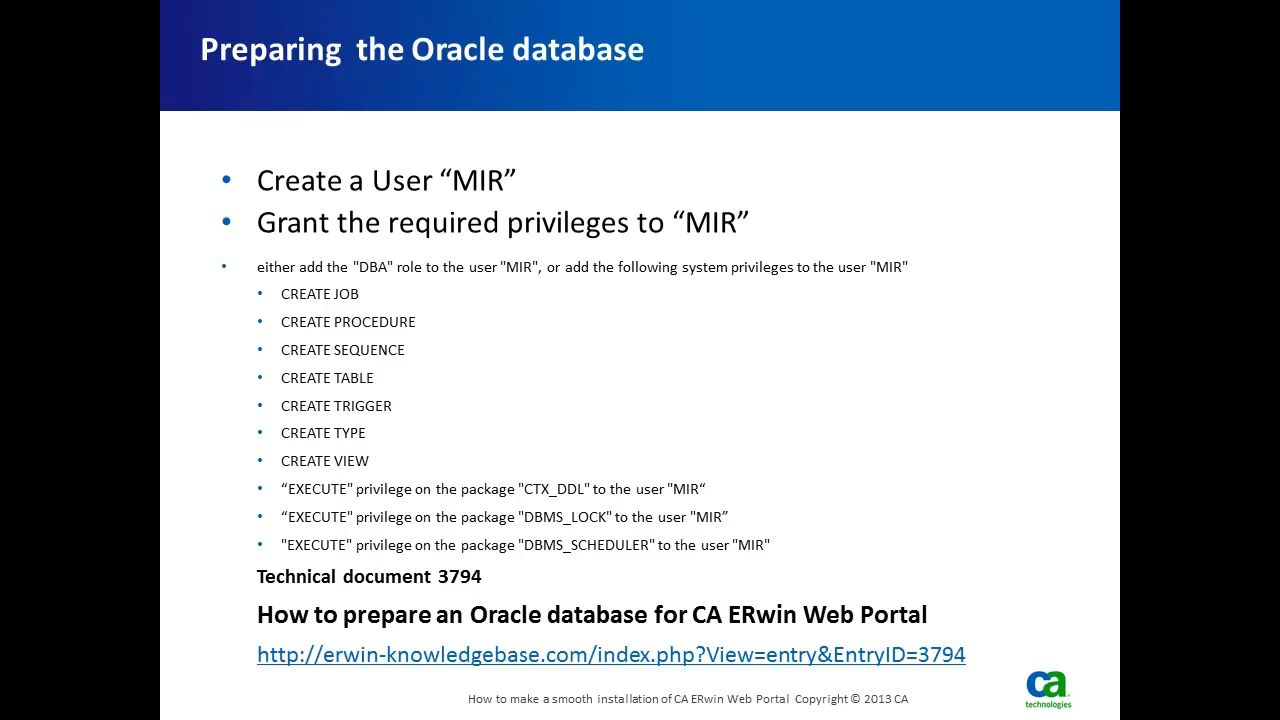 Preparing the Oracle database
• Create a User “MIR”
• Grant the required privileges to “MIR”
• either add the "DBA" role to the user "MIR", or add the following system privileges to the user "MIR"
• CREATE JOB
• CREATE PROCEDURE
• CREATE SEQUENCE
• CREATE TABLE
• CREATE TRIGGER
• CREATE TYPE
• CREATE VIEW
• “EXECUTE" privilege on the package "CTX_DDL" to the user "MIR“
• “EXECUTE" privilege on the package "DBMS_LOCK" to the user "MIR”
• "EXECUTE" privilege on the package "DBMS_SCHEDULER" to the user "MIR"
Technical document 3794
How to prepare an Oracle database for CA ERwin Web Portal
http://erwin-knowledgebase.com/index.php?View=entry&EntryID=3794
How to make a smooth installation of CA ERwin Web Portal Copyright © 2013 CA
ca
technologies